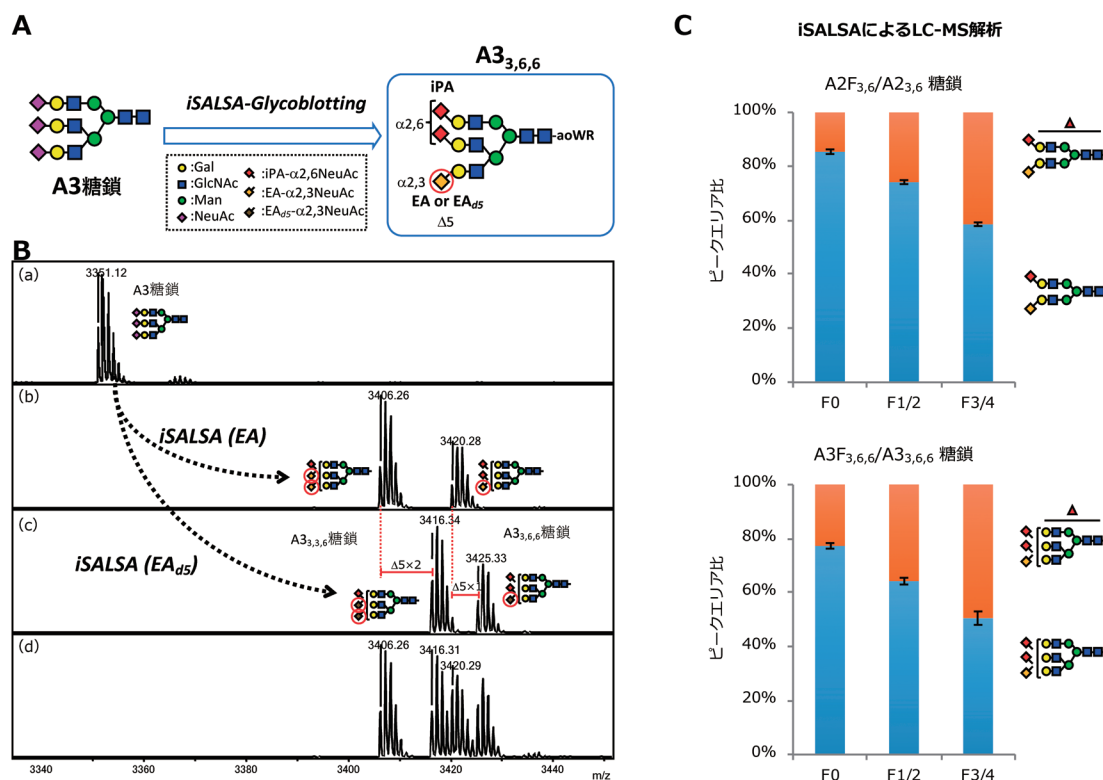 A
A3糖鎖
iSALSA-Glycoblotting
:Gal
:GlcNAc
:Man
:NeuAc
:iPA-α2,6NeuAc
:EA-α2,3NeuAc
:EAd5-α2,3NeuAc
A33,6,6
iPA
α2,6
-aoWR
α2,3
EA or EAd5
Δ5
B
(a)
3351.12
A3糖鎖
(b)
3406.26
3420.28
iSALSA (EA)
(c)
3416.34
A33,3,6糖鎖
A33,6,6糖鎖
3425.33
iSALSA (EAd5)
Δ5×2
Δ5×1
(d)
3406.26
3416.31
3420.29
3340
3360
3380
3400
3420
3440
m/z
C
iSALSAによるLC-MS解析
A2F3,6/A23,6 糖鎖
ピークエリア比
100%
80%
60%
40%
20%
0%
F0
F1/2
F3/4
A3F3,6,6/A33,6,6 糖鎖
ピークエリア比
100%
80%
60%
40%
20%
0%
F0
F1/2
F3/4